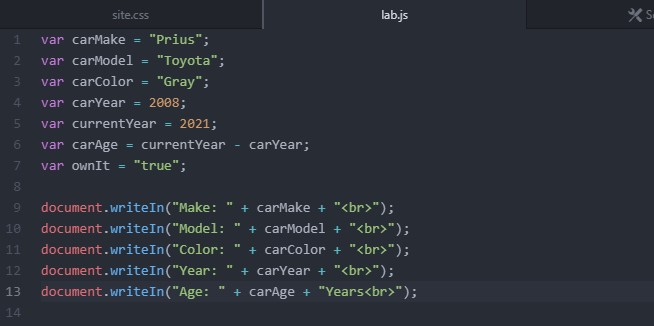 site.css
lab.js
1 var carMake = "Prius";
2 var carModel = "Toyota";
3 var carColor = "Gray";
4 var carYear = 2008;
5 var currentYear = 2021;
6 var carAge = currentYear - carYear;
7 var ownIt = "true";
8
9 document.writeIn("Make: " + carMake + "<br>");
10 document.writeIn("Model: " + carModel + "<br>");
11 document.writeIn("Color: " + carColor + "<br>");
12 document.writeIn("Year: " + carYear + "<br>");
13 document.writeIn("Age: " + carAge + "Years<br>");
14